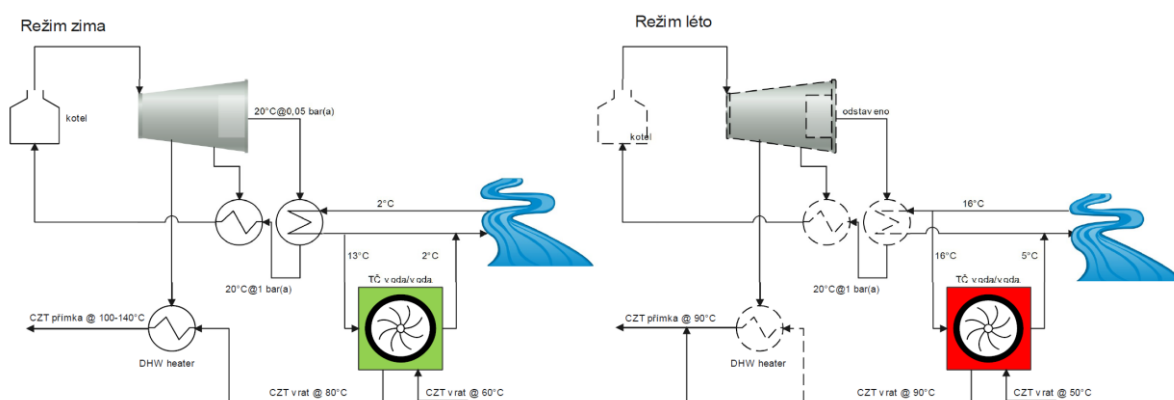 Režim zima
kotel
20°C@0,05 bar(a)
2°C
13°C
2°C
20°C@1 bar(a)
TČ voda/voda
CZT přímka @ 100-140°C
DHW heater
CZT vrat @ 80°C
CZT vrat @ 60°C
Režim léto
kotel
odstaveno
16°C
16°C
5°C
20°C@1 bar(a)
TČ voda/voda
CZT přímka @ 90°C
DHW heater
CZT vrat @ 90°C
CZT vrat @ 50°C